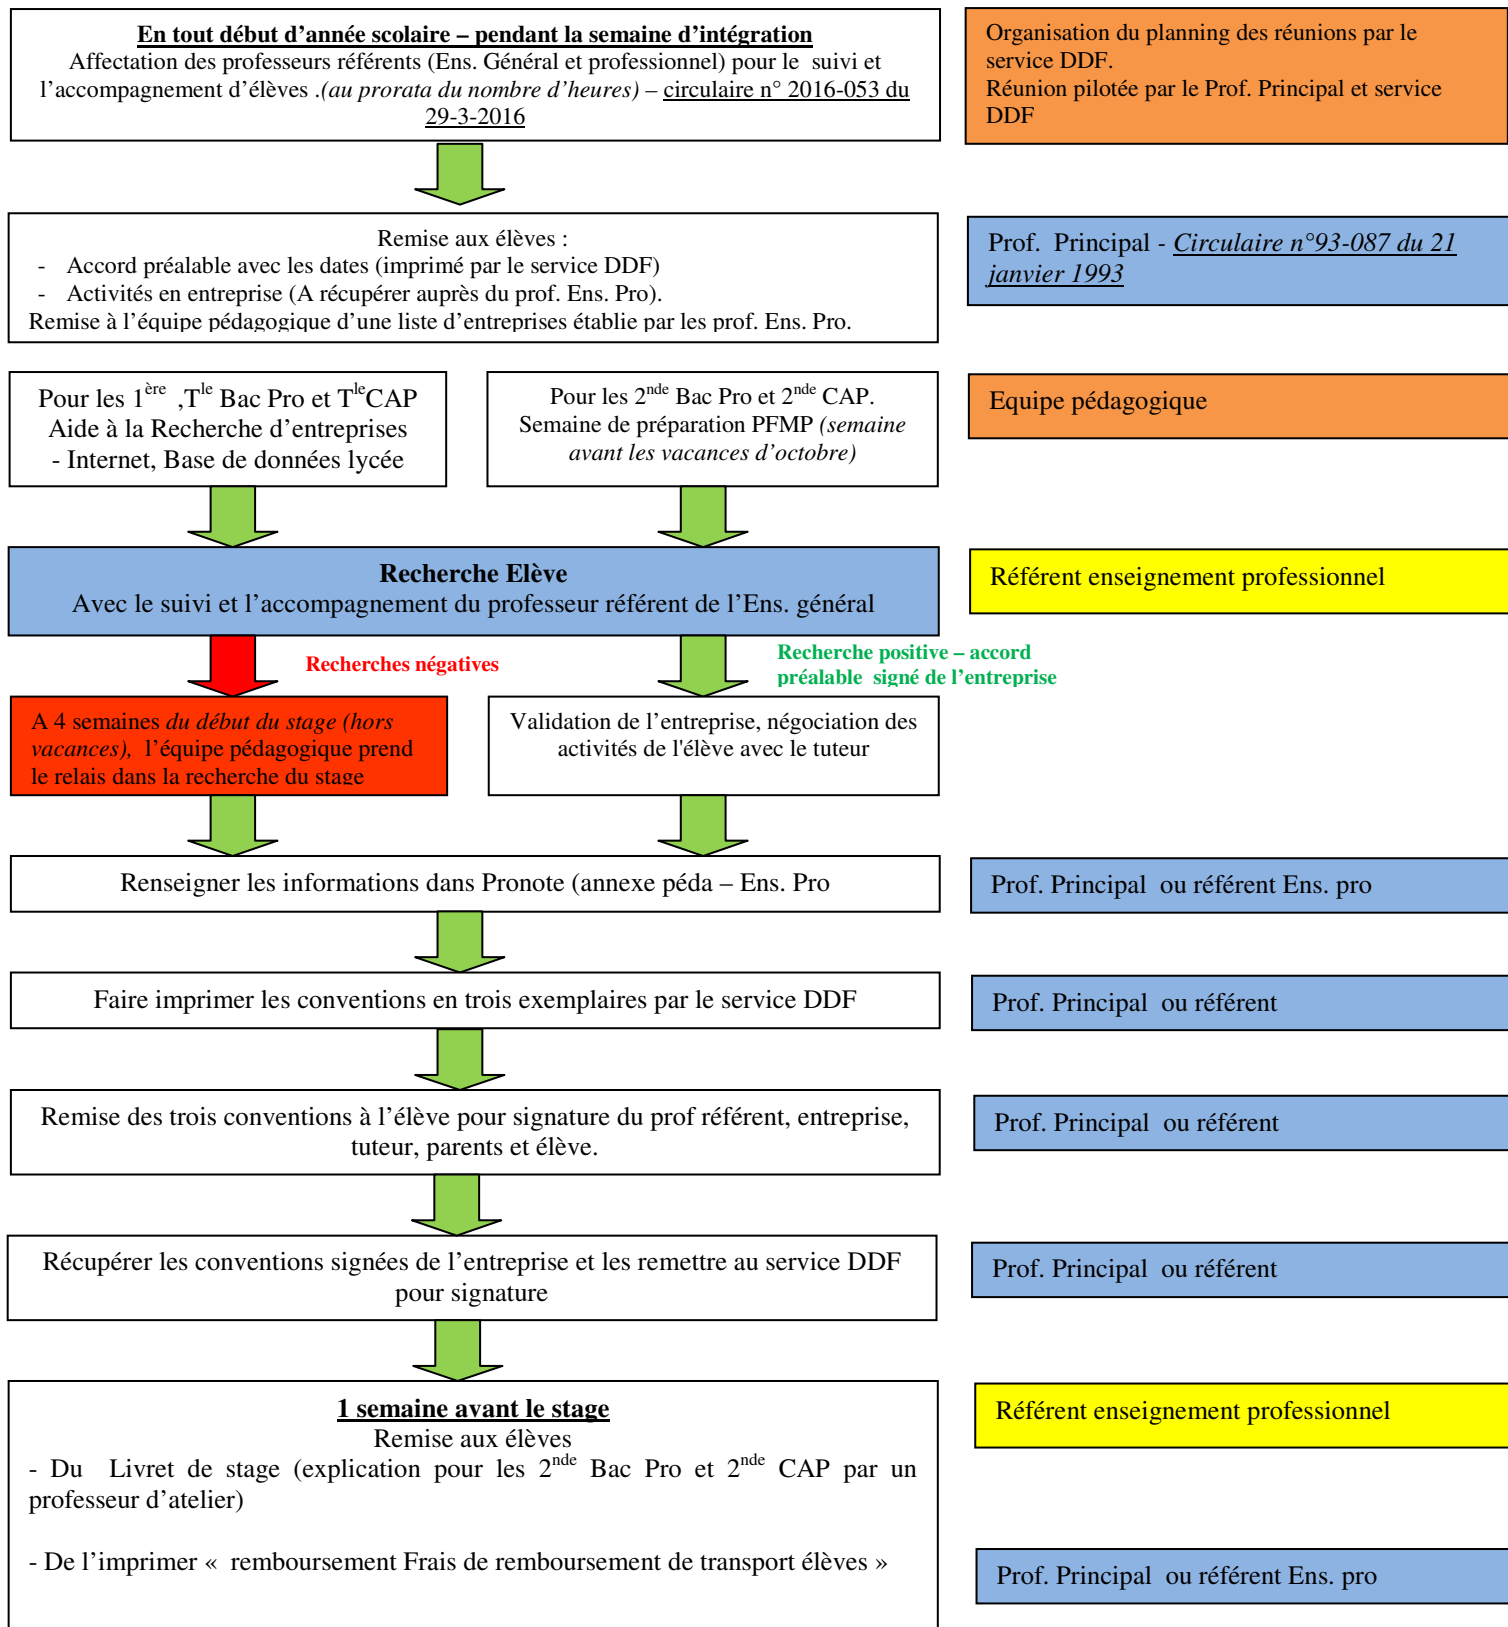 En tout début d'année scolaire – pendant la semaine d'intégration
Affectation des professeurs référents (Ens. Général et professionnel) pour le suivi et
l'accompagnement d'élèves .(au prorata du nombre d'heures) – circulaire n° 2016-053 du
29-3-2016
Organisation du planning des réunions par le
service DDF.
Réunion pilotée par le Prof. Principal et service
DDF
Remise aux élèves :
- Accord préalable avec les dates (imprimé par le service DDF)
- Activités en entreprise (A récupérer auprès du prof. Ens. Pro).
Remise à l'équipe pédagogique d'une liste d'entreprises établie par les prof. Ens. Pro.
Prof. Principal - Circulaire n°93-087 du 21
janvier 1993
Pour les 1ère ,Tle Bac Pro et TleCAP
Aide à la Recherche d'entreprises
- Internet, Base de données lycée
Pour les 2nde Bac Pro et 2nde CAP.
Semaine de préparation PFMP (semaine
avant les vacances d'octobre)
Equipe pédagogique
Recherche Elève
Avec le suivi et l'accompagnement du professeur référent de l'Ens. général
Référent enseignement professionnel
Recherches négatives
Recherche positive – accord
préalable signé de l'entreprise
A 4 semaines du début du stage (hors
vacances), l'équipe pédagogique prend
le relais dans la recherche du stage
Validation de l'entreprise, négociation des
activités de l'élève avec le tuteur
Renseigner les informations dans Pronote (annexe péda – Ens. Pro
Prof. Principal ou référent Ens. pro
Faire imprimer les conventions en trois exemplaires par le service DDF
Prof. Principal ou référent
Remise des trois conventions à l'élève pour signature du prof référent, entreprise,
tuteur, parents et élève.
Prof. Principal ou référent
Récupérer les conventions signées de l'entreprise et les remettre au service DDF
pour signature
Prof. Principal ou référent
1 semaine avant le stage
Remise aux élèves
- Du Livret de stage (explication pour les 2nde Bac Pro et 2nde CAP par un
professeur d'atelier)
- De l'imprimer « remboursement Frais de remboursement de transport élèves »
Référent enseignement professionnel
Prof. Principal ou référent Ens. pro